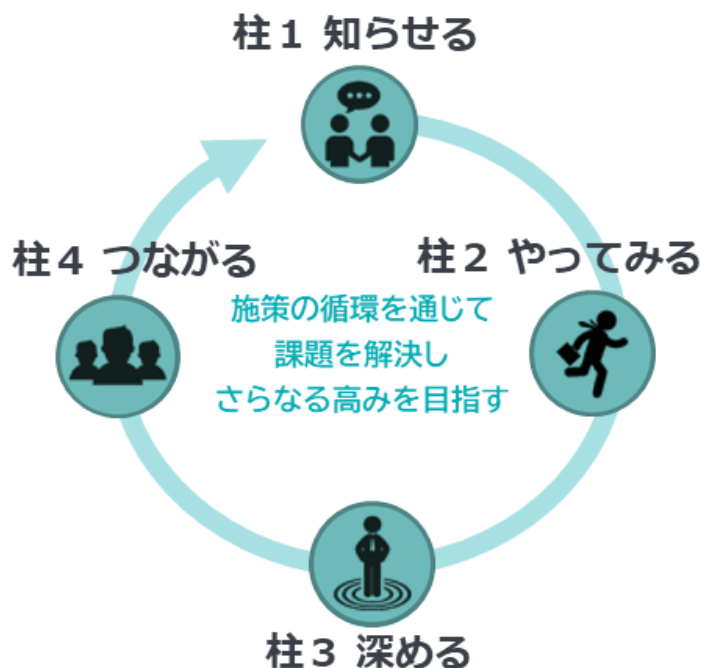 柱１ 知らせる
柱４ つながる
柱２ やってみる
施策の循環を通じて
課題を解決し
さらなる高みを目指す
柱３ 深める